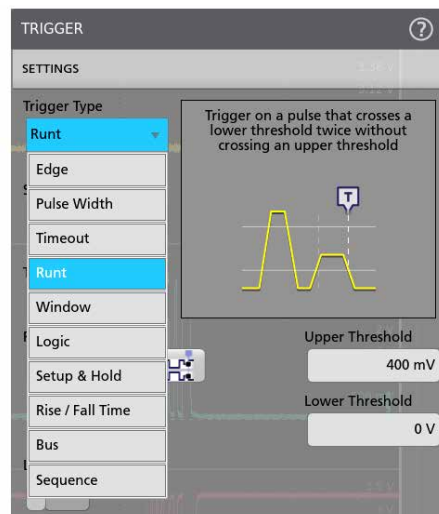 TRIGGER
?
SETTINGS
Trigger Type
Runt
Trigger on a pulse that crosses a
lower threshold twice without
crossing an upper threshold
T
Edge
Pulse Width
Timeout
Runt
Window
Logic
Setup & Hold
Rise / Fall Time
Bus
Sequence
Upper Threshold
400 mV
Lower Threshold
0 V